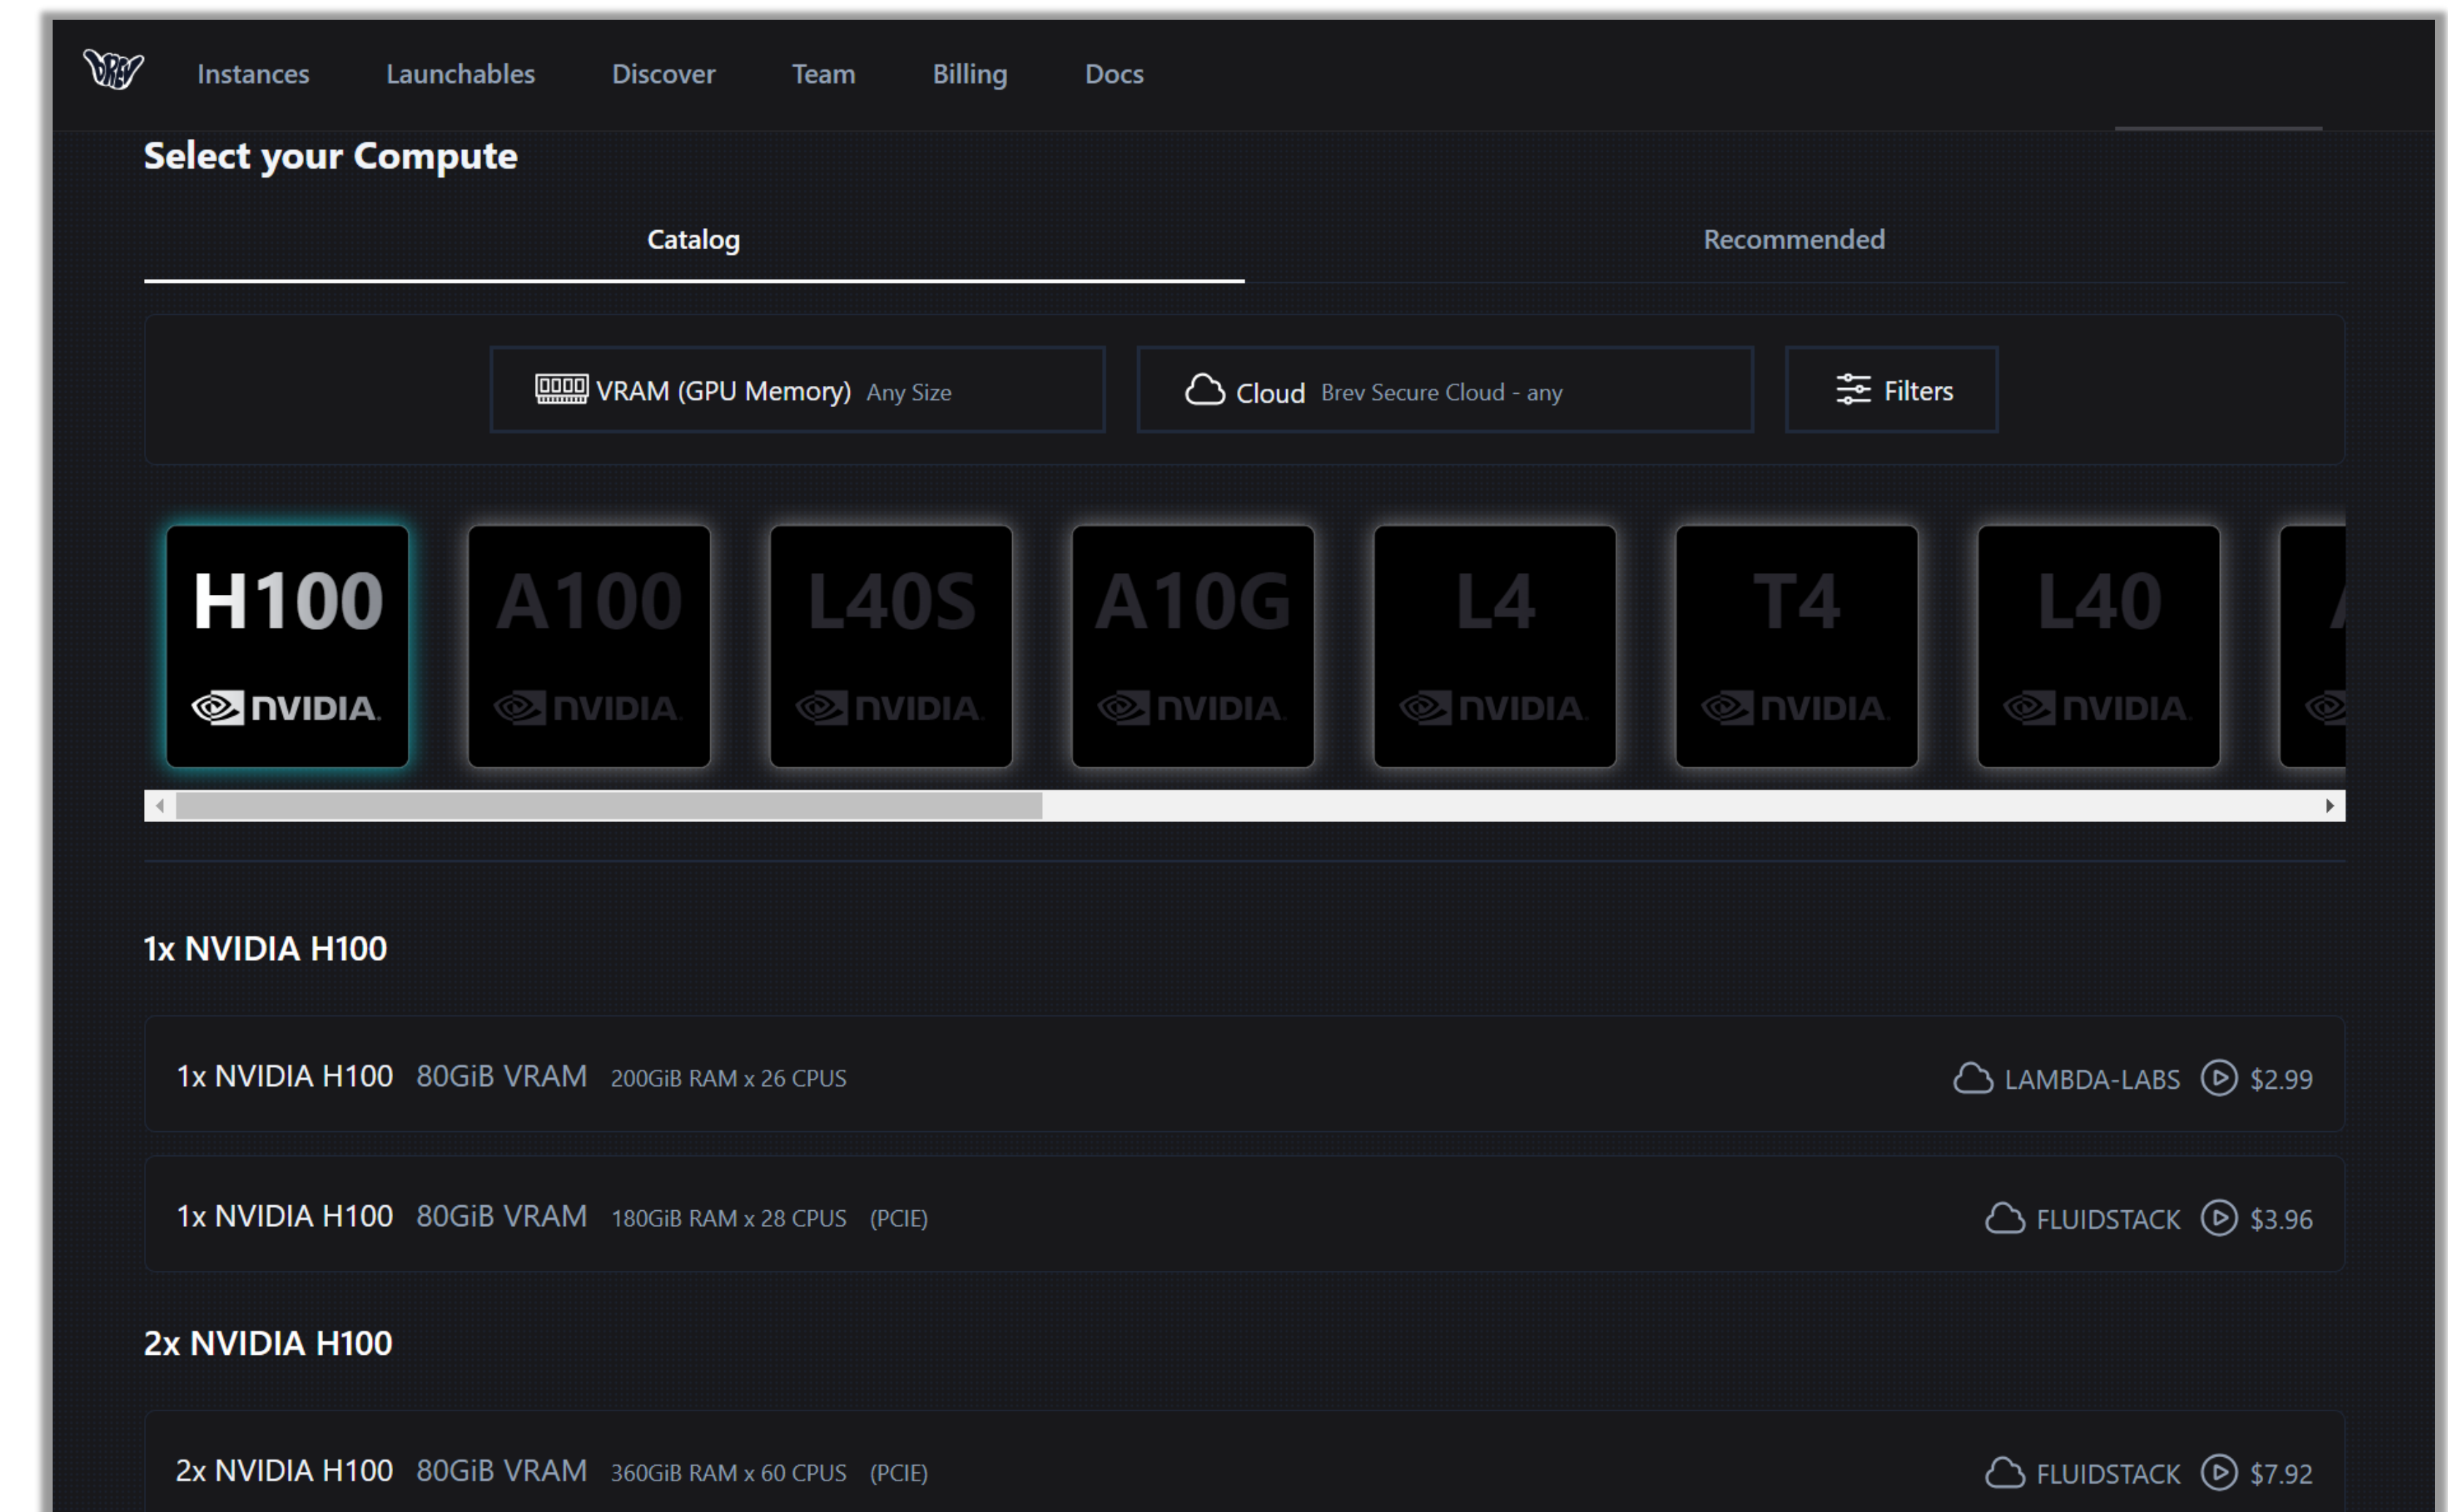 BREV Instances Launchables Discover Team Billing Docs
Select your Compute
Catalog Recommended
VRAM (GPU Memory) Any Size Cloud Brev Secure Cloud - any Filters
H100 A100 L40S A10G L4 T4 L40
NVIDIA. NVIDIA. NVIDIA. NVIDIA. NVIDIA. NVIDIA. NVIDIA.
1x NVIDIA H100
1x NVIDIA H100 80GiB VRAM 200GiB RAM x 26 CPUS LAMBDA-LABS $2.99
1x NVIDIA H100 80GiB VRAM 180GiB RAM x 28 CPUS (PCIE) FLUIDSTACK $3.96
2x NVIDIA H100
2x NVIDIA H100 80GiB VRAM 360GiB RAM x 60 CPUS (PCIE) FLUIDSTACK $7.92